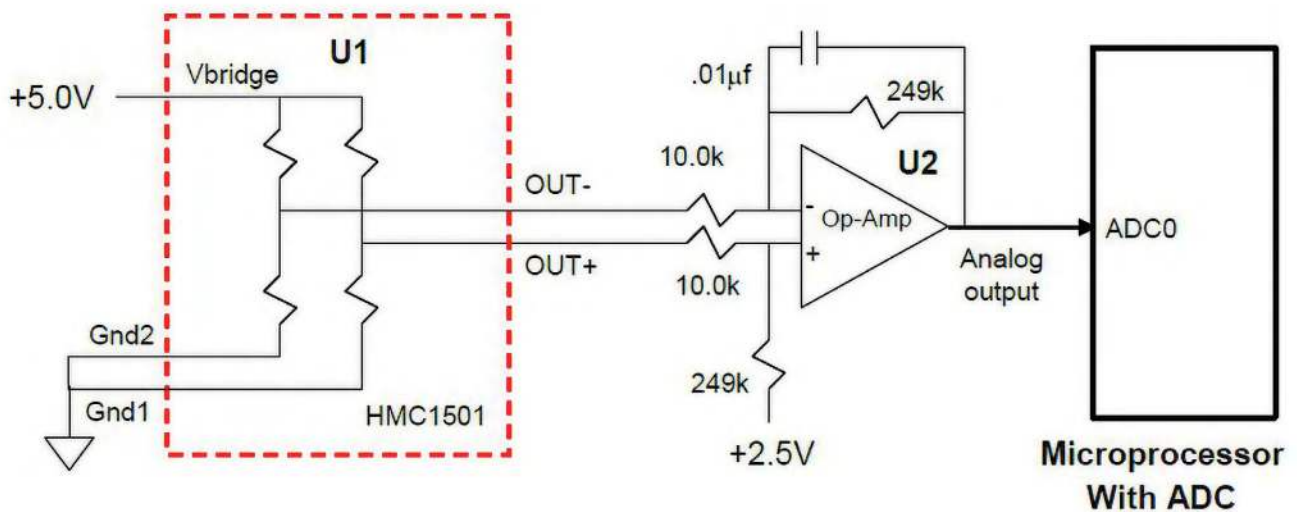 U1
Vbridge
+5.0V
.01μf
249k
10.0k
U2
OUT-
-
Op-Amp
ADC0
+
OUT+
Analog
output
10.0k
Gnd2
249k
Gnd1
HMC1501
+2.5V
Microprocessor
With ADC